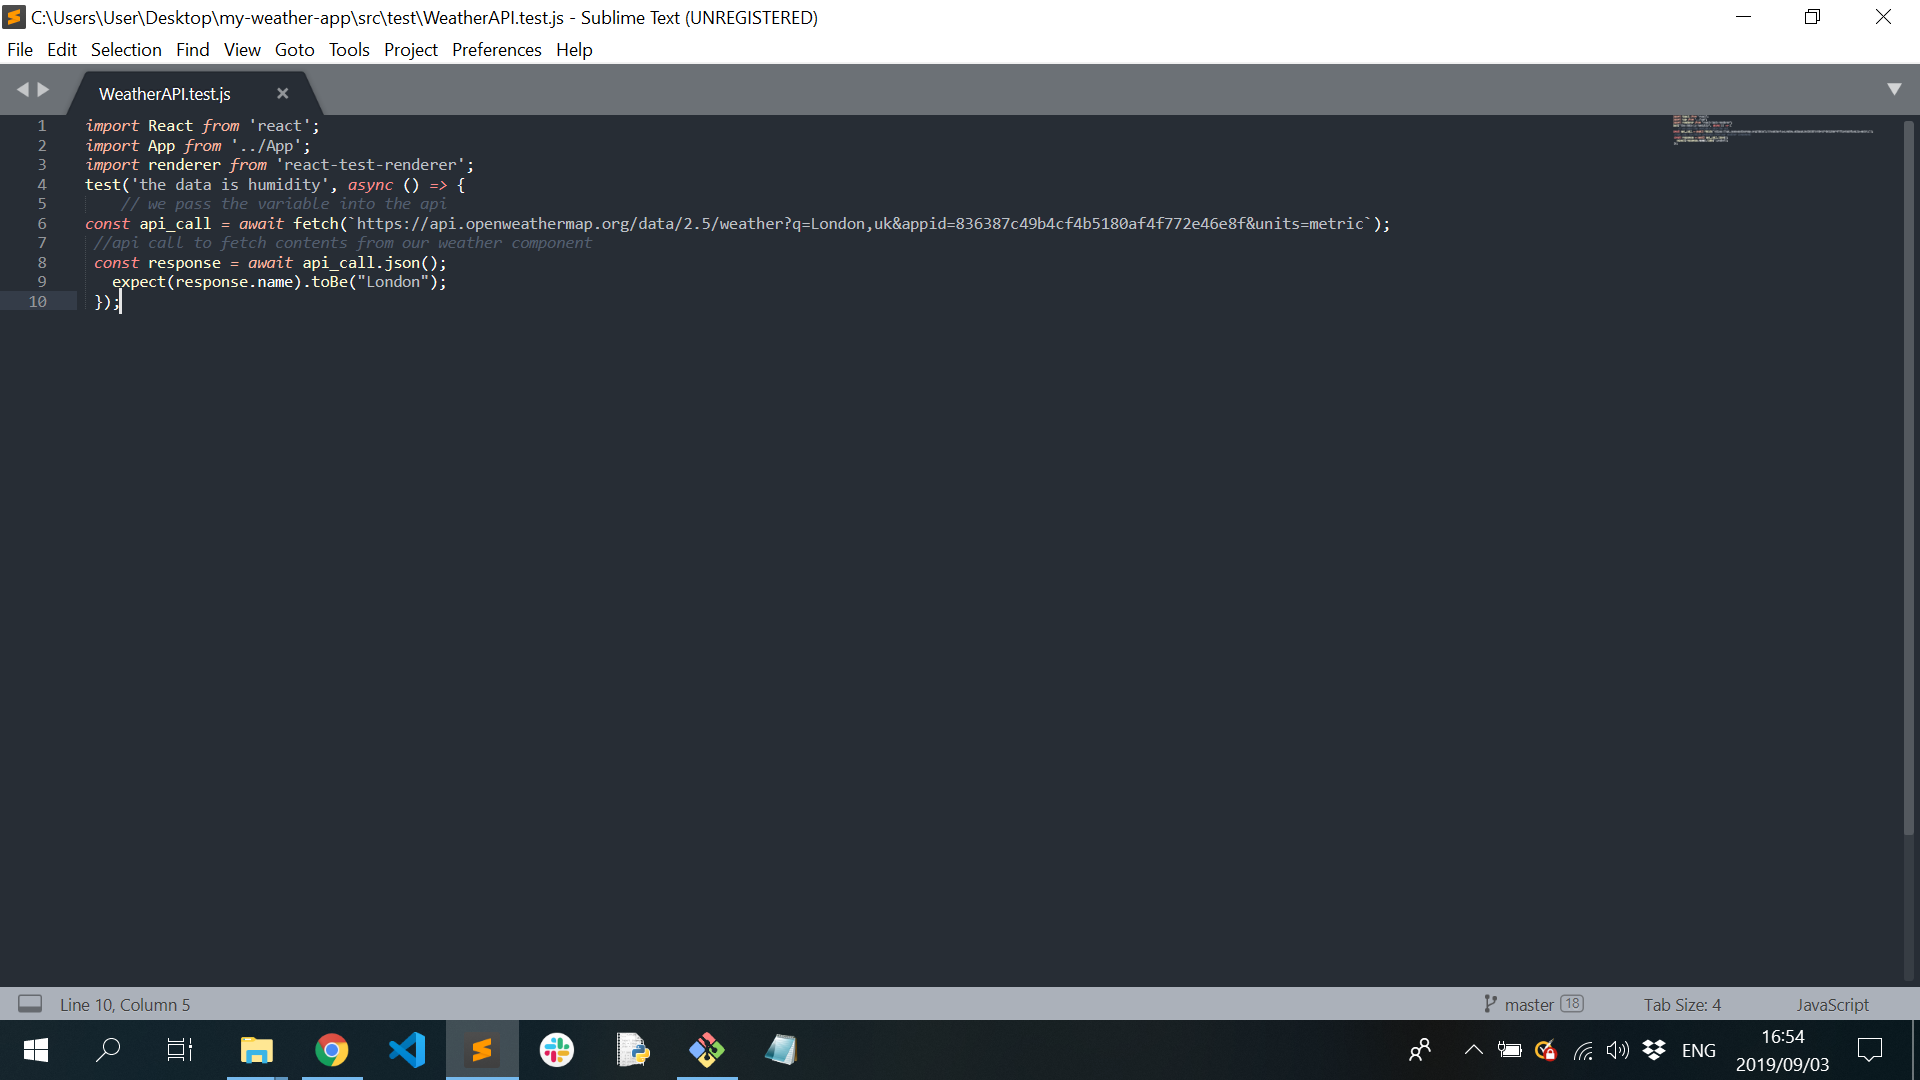 C:\Users\User\Desktop\my-weather-app\src\test\WeatherAPI.test.js - Sublime Text (UNREGISTERED)
File Edit Selection Find View Goto Tools Project Preferences Help
WeatherAPI.test.js
1 import React from 'react';
2 import App from '../App';
3 import renderer from 'react-test-renderer';
4 test('the data is humidity', async () => {
5 // we pass the variable into the api
6 const api_call = await fetch(`https://api.openweathermap.org/data/2.5/weather?q=London,uk&appid=836387c49b4cf4b5180af4f772e46e8f&units=metric`);
7 //api call to fetch contents from our weather component
8 const response = await api_call.json();
9 expect(response.name).toBe("London");
10 });
Line 10, Column 5 master 18 Tab Size: 4 JavaScript
ENG 16:54
2019/09/03